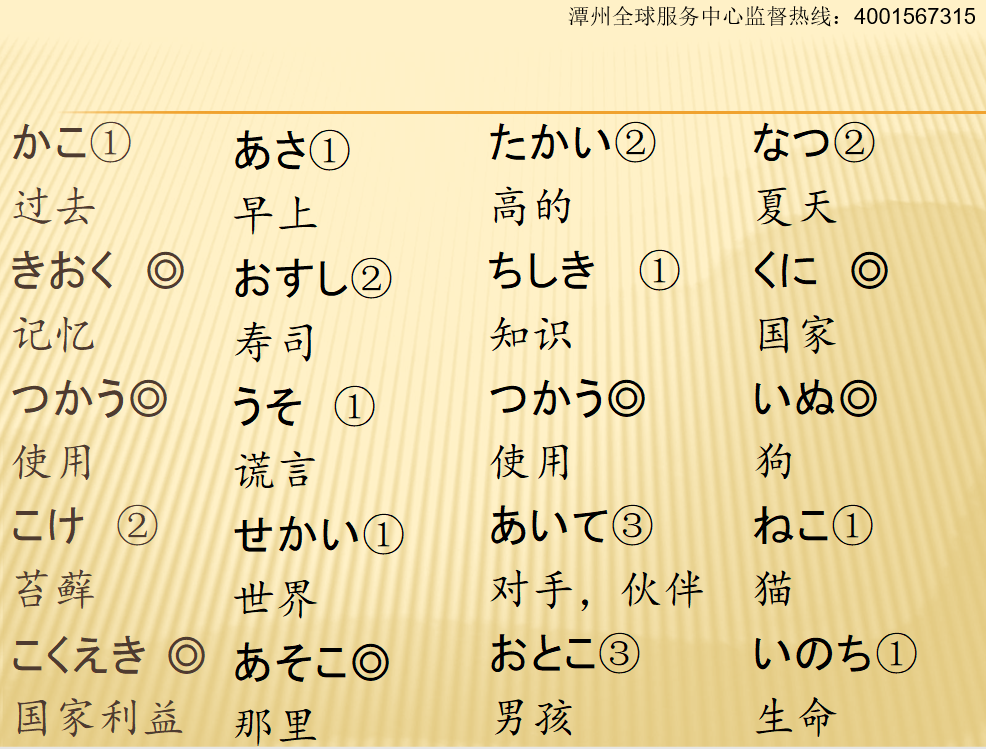 潭州全球服务中心监督热线：4001567315
かこ①
过去
きおく ◎
记忆
つかう◎
使用
こけ ②
苔藓
こくえき ◎
国家利益
あさ①
早上
おすし②
寿司
うそ ①
谎言
せかい①
世界
あそこ◎
那里
たかい②
高的
ちしき ①
知识
つかう◎
使用
あいて③
对手，伙伴
おとこ③
男孩
なつ②
夏天
くに ◎
国家
いぬ◎
狗
ねこ①
猫
いのち①
生命